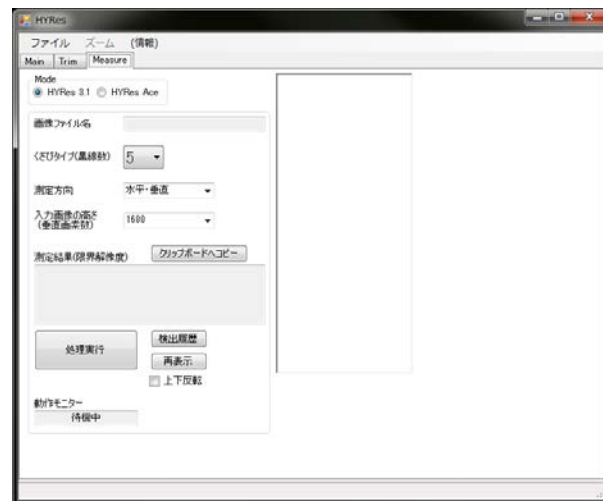 HYRes
ファイル ズーム (情報)
Main Trim Measure
Mode
HYRes 3.1 HYRes Ace
画像ファイル名
くさびタイプ(黒線数) 5
測定方向 水平・垂直
入力画像の高さ
(垂直画素数) 1680
測定結果(限界解像度) クリップボードへコピー
処理実行 検出履歴
再表示
上下反転
動作モニター
待機中